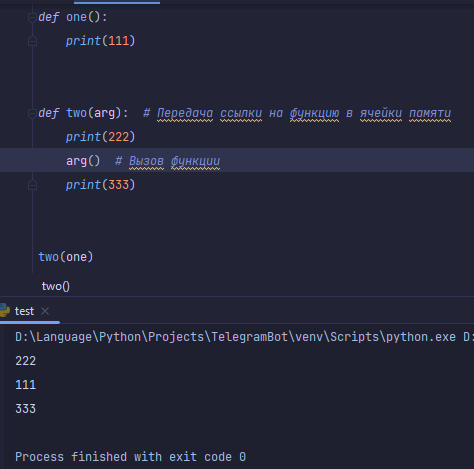 def one():
print(111)
def two(arg): # Передача ссылки на функцию в ячейки памяти
print(222)
arg() # Вызов функции
print(333)
two(one)
two()
test
D:\Language\Python\Projects\TelegramBot\venv\Scripts\python.exe D:
222
111
333
Process finished with exit code 0